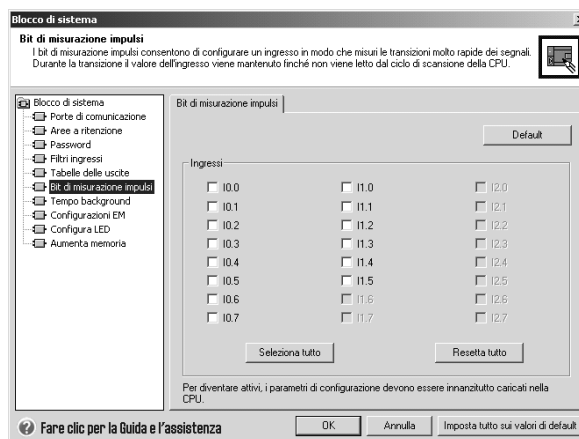 Blocco di sistema
Bit di misurazione impulsi
I bit di misurazione impulsi consentono di configurare un ingresso in modo che misuri le transizioni molto rapide dei segnali.
Durante la transizione il valore dell'ingresso viene mantenuto finché non viene letto dal ciclo di scansione della CPU.
Blocco di sistema
Porte di comunicazione
Aree a ritenzione
Password
Filtri ingressi
Tabelle delle uscite
Bit di misurazione impulsi
Tempo background
Configurazioni EM
Configura LED
Aumenta memoria
Bit di misurazione impulsi
Default
Ingressi
I0.0 I1.0 I2.0
I0.1 I1.1 I2.1
I0.2 I1.2 I2.2
I0.3 I1.3 I2.3
I0.4 I1.4 I2.4
I0.5 I1.5 I2.5
I0.6 I1.6 I2.6
I0.7 I1.7 I2.7
Seleziona tutto Resetta tutto
Per diventare attivi, i parametri di configurazione devono essere innanzitutto caricati nella
CPU.
Fare clic per la Guida e l'assistenza OK Annulla Imposta tutto sui valori di default